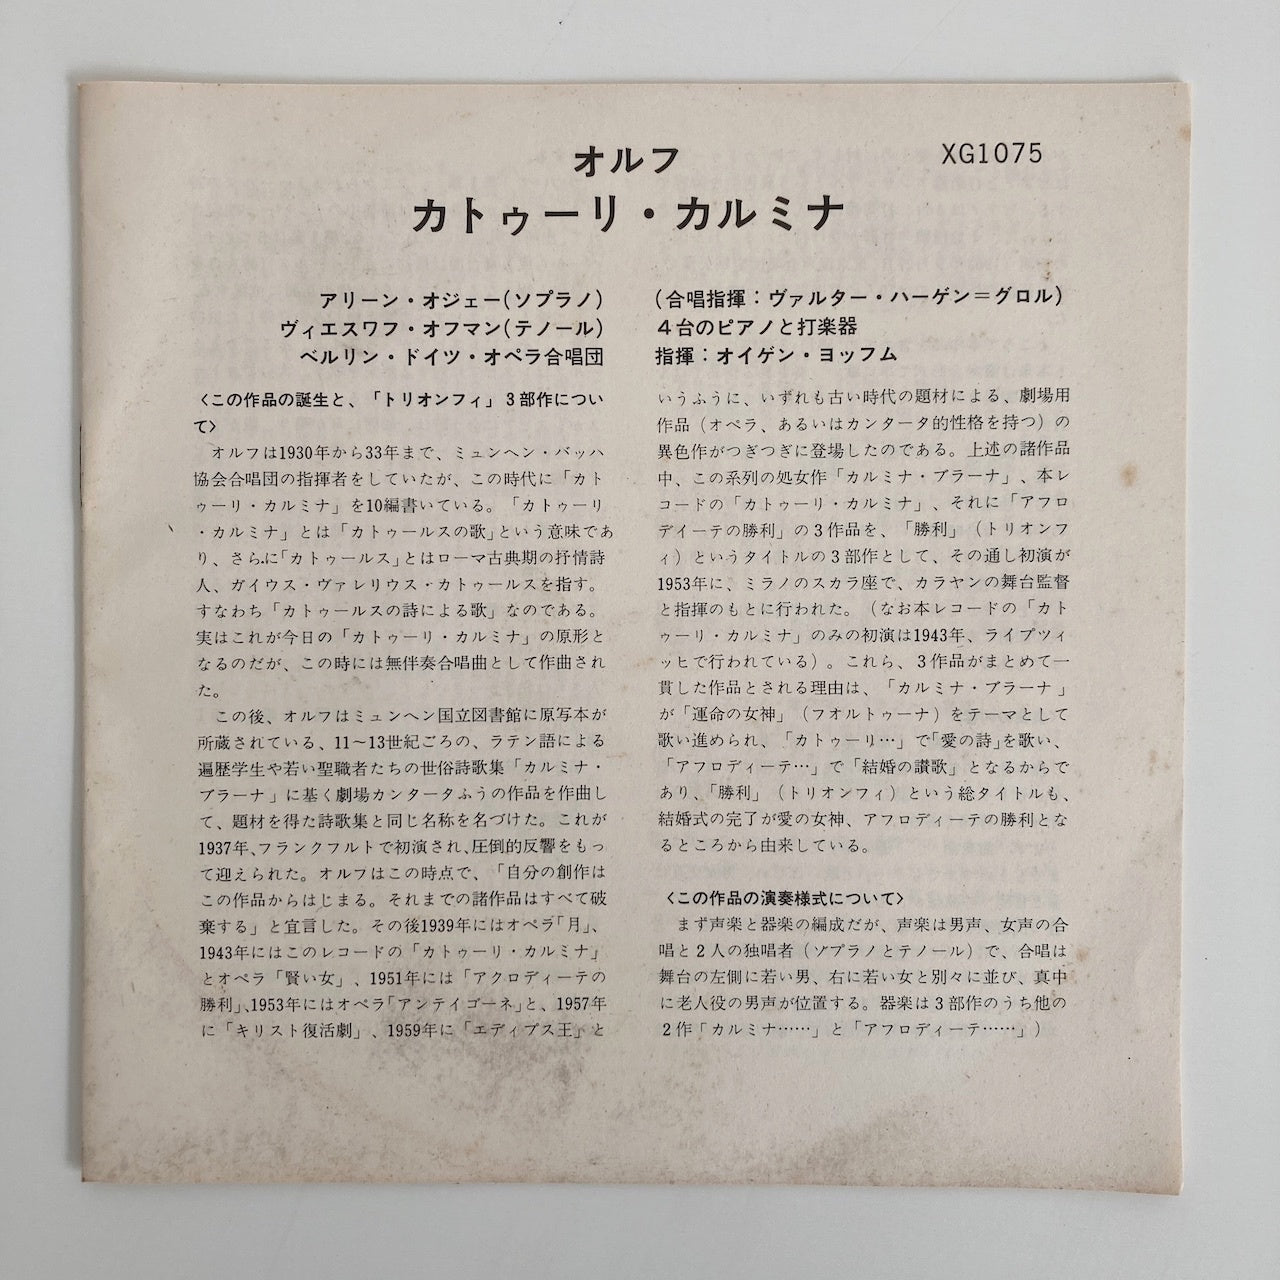 オルフ
XG1075
カトゥーリ・カルミナ
アリーン・オジェー(ソプラノ)
ヴィエスワフ・オフマン(テノール)
ベルリン・ドイツ・オペラ合唱団
(合唱指揮：ヴァルター・ハーゲン＝グロル)
４台のピアノと打楽器
指揮：オイゲン・ヨッフム
〈この作品の誕生と、「トリオンフィ」３部作につい
て〉
オルフは1930年から33年まで、ミュンヘン・バッハ
協会合唱団の指揮者をしていたが、この時代に「カト
ゥーリ・カルミナ」を10編書いている。「カトゥーリ
・カルミナ」とは「カトゥールスの歌」という意味であ
り、さらに「カトゥールス」とはローマ古典期の抒情詩
人、ガイウス・ヴァレリウス・カトゥールスを指す。
すなわち「カトゥールスの詩による歌」なのである。
実はこれが今日の「カトゥーリ・カルミナ」の原形と
なるのだが、この時には無伴奏合唱曲として作曲され
た。
この後、オルフはミュンヘン国立図書館に原写本が
所蔵されている、11〜13世紀ごろの、ラテン語による
遍歴学生や若い聖職者たちの世俗詩歌集「カルミナ・
ブラーナ」に基く劇場カンタータふうの作品を作曲し
て、題材を得た詩歌集と同じ名称を名づけた。これが
1937年、フランクフルトで初演され、圧倒的反響をもっ
て迎えられた。オルフはこの時点で、「自分の創作は
この作品からはじまる。それまでの諸作品はすべて破
棄する」と宣言した。その後1939年にはオペラ「月」、
1943年にはこのレコードの「カトゥーリ・カルミナ」
とオペラ「賢い女」、1951年には「アクロディーテの
勝利」、1953年にはオペラ「アンテイゴーネ」と、1957年
に「キリスト復活劇」、1959年に「エディプス王」と
いうふうに、いずれも古い時代の題材による、劇場用
作品（オペラ、あるいはカンタータ的性格を持つ）の
異色作がつぎつぎに登場したのである。上述の諸作品
中、この系列の処女作「カルミナ・ブラーナ」、本レ
コードの「カトゥーリ・カルミナ」、それに「アフロ
デイーテの勝利」の３作品を、「勝利」（トリオンフ
ィ）というタイトルの３部作として、その通し初演が
1953年に、ミラノのスカラ座で、カラヤンの舞台監督
と指揮のもとに行われた。（なお本レコードの「カト
ゥーリ・カルミナ」のみの初演は1943年、ライプツィ
ッヒで行われている）。これら、３作品がまとめて一
貫した作品とされる理由は、「カルミナ・ブラーナ」
が「運命の女神」（フオルトゥーナ）をテーマとして
歌い進められ、「カトゥーリ…」で「愛の詩」を歌い、
「アフロディーテ…」で「結婚の讃歌」となるからで
あり、「勝利」（トリオンフィ）という総タイトルも、
結婚式の完了が愛の女神、アフロディーテの勝利とな
るところから由来している。
〈この作品の演奏様式について〉
まず声楽と器楽の編成だが、声楽は男声、女声の合
唱と２人の独唱者（ソプラノとテノール）で、合唱は
舞台の左側に若い男、右に若い女と別々に並び、真中
に老人役の男声が位置する。器楽は３部作のうち他の
２作「カルミナ……」と「アフロディーテ……」）